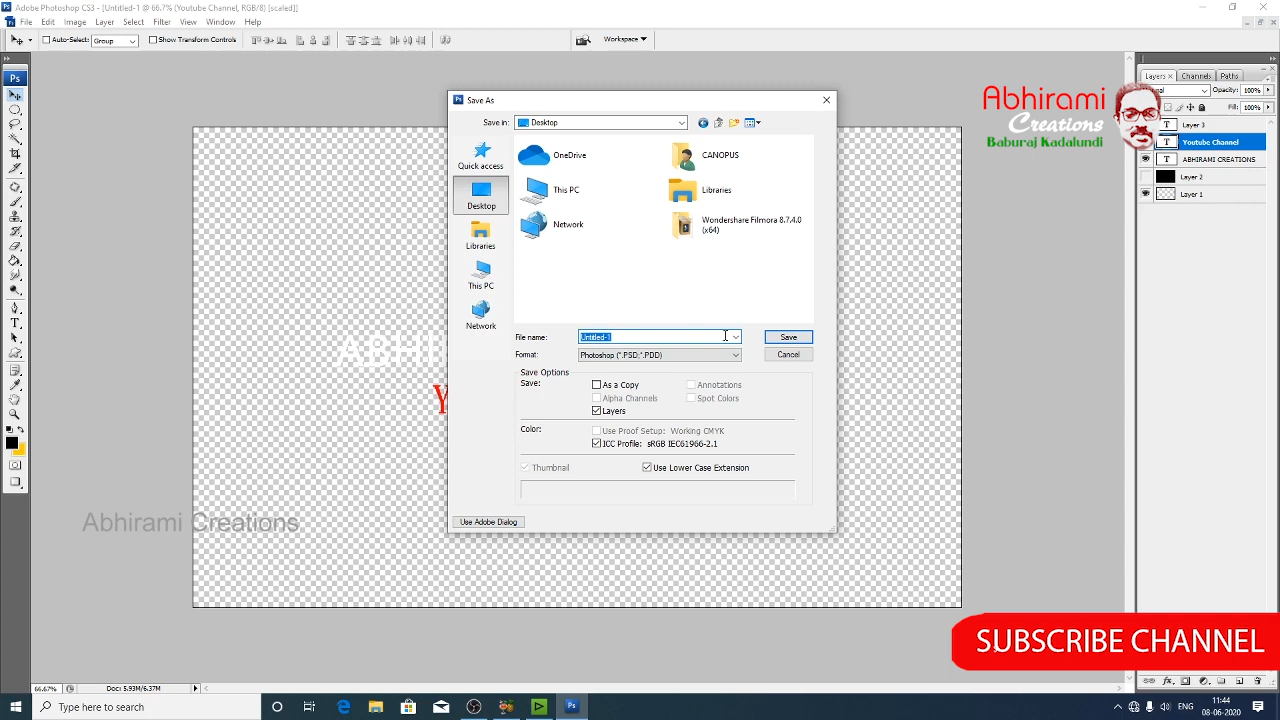 Adobe Photoshop CS3 - [Untitled-1 @ 66.7% (Youtube Channel, RGB/8) [scaled]]
File Edit Image Layer Select Filter View Window Help
Auto-Select: Group Show Transform Controls Workspace
Save As
Save in: Desktop
Quick access
Desktop
Libraries
This PC
Network
OneDrive
CANOPUS
This PC
Libraries
Network
Wondershare Filmora 8.7.4.0
(x64)
File name: Untitled-1 Save
Format: Photoshop (*.PSD;*.PDD) Cancel
Save Options
Save: As a Copy Annotations
Alpha Channels Spot Colors
Layers
Color: Use Proof Setup: Working CMYK
ICC Profile: sRGB IEC61966-2.1
Thumbnail Use Lower Case Extension
Use Adobe Dialog
Ps
Layers Channels Paths
Opacity: 100%
Fill: 100%
Layer 3
Youtube Channel
ABHIRAMI CREATIONS
Layer 2
Layer 1
Abhirami
Creations
Baburaj Kadalundi
Abhirami Creations
SUBSCRIBE CHANNEL
66.67% Doc: 5.93M/6.37M
Type here to search
11:44
ENG
08-06-2020